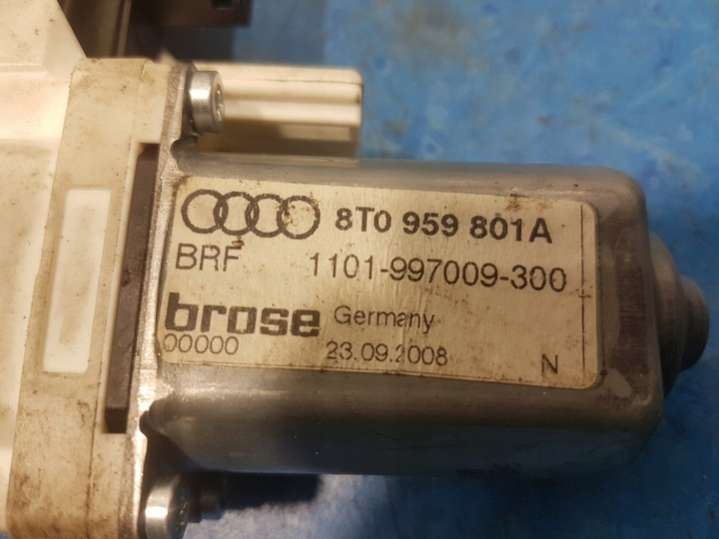 8T0 959 801A
BRF 1101-997009-300
brose Germany
00000 23.09.2008 N